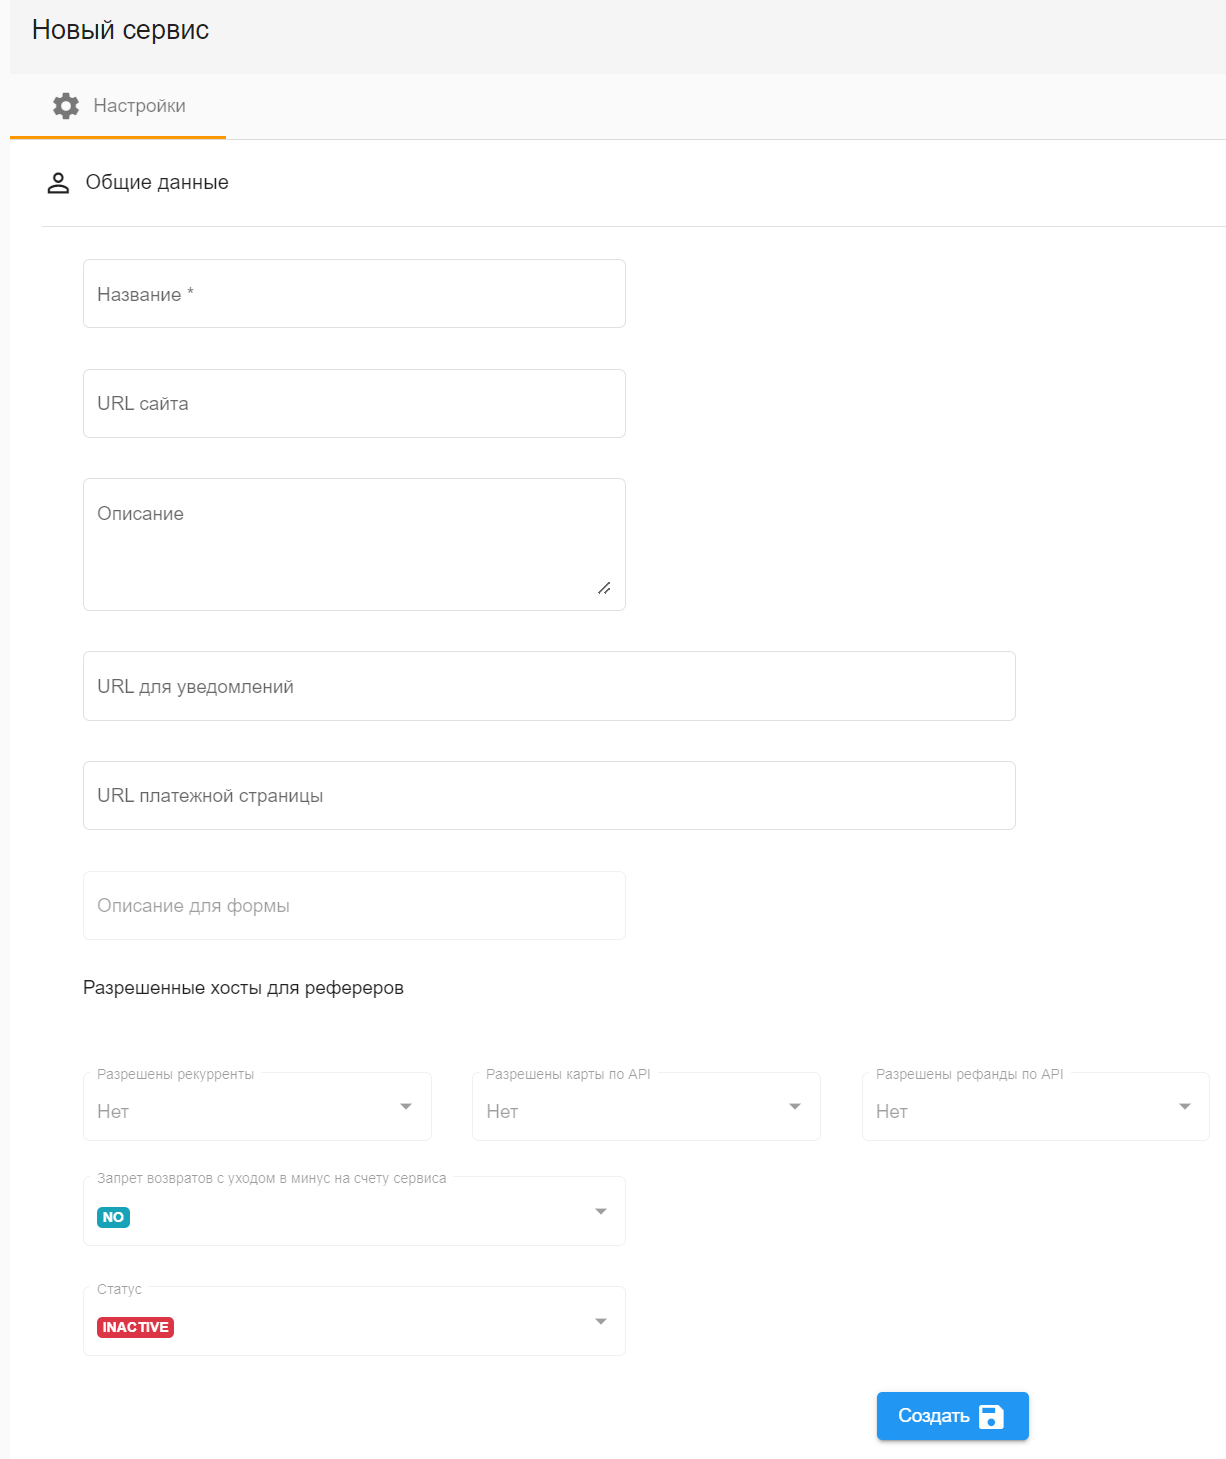 Новый сервис
Настройки
Общие данные
Название *
URL сайта
Описание
URL для уведомлений
URL платежной страницы
Описание для формы
Разрешенные хосты для рефереров
Разрешены рекурренты
Нет
Разрешены карты по API
Нет
Разрешены рефанды по API
Нет
Запрет возвратов с уходом в минус на счету сервиса
NO
Статус
INACTIVE
Создать